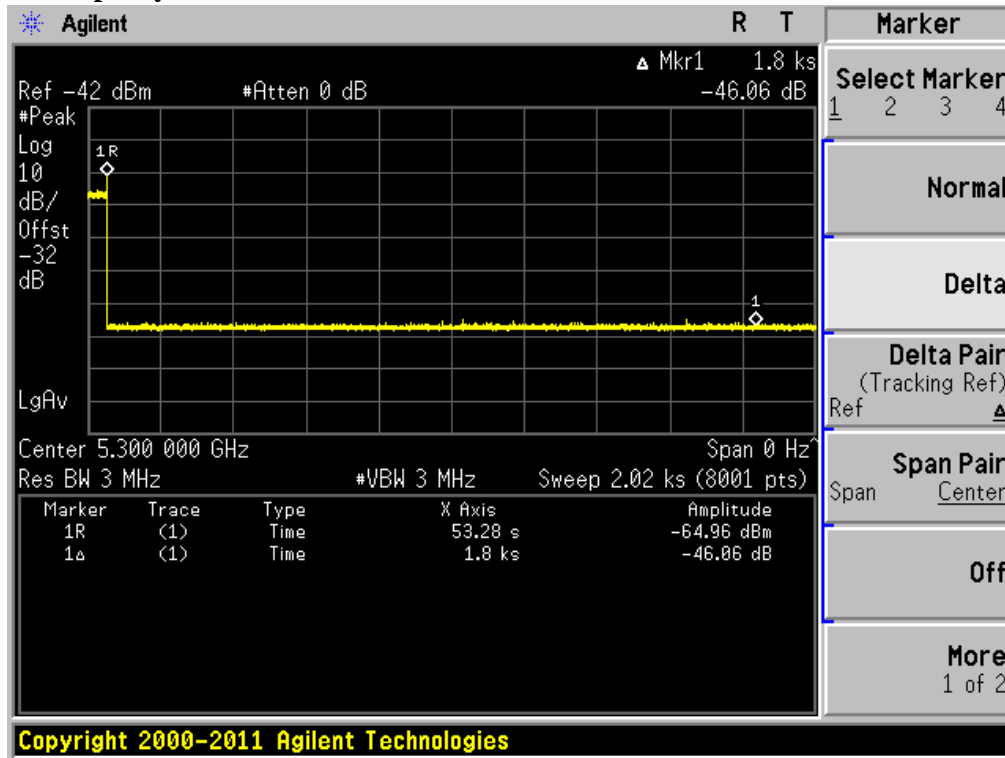 Agilent R T Marker
▵ Mkr1 1.8 ks
Ref −42 dBm #Atten 0 dB −46.06 dB
#Peak
Log
10
dB/
Offst
−32
dB
LgAv
1R
1
Center 5.300 000 GHz Span 0 Hz^
Res BW 3 MHz #VBW 3 MHz Sweep 2.02 ks (8001 pts)
Marker Trace Type X Axis Amplitude
1R (1) Time 53.28 s −64.96 dBm
1▵ (1) Time 1.8 ks −46.06 dB
Select Marker
1 2 3 4
Normal
Delta
Delta Pair
(Tracking Ref)
Ref ▵
Span Pair
Span Center
Off
More
1 of 2
Copyright 2000−2011 Agilent Technologies